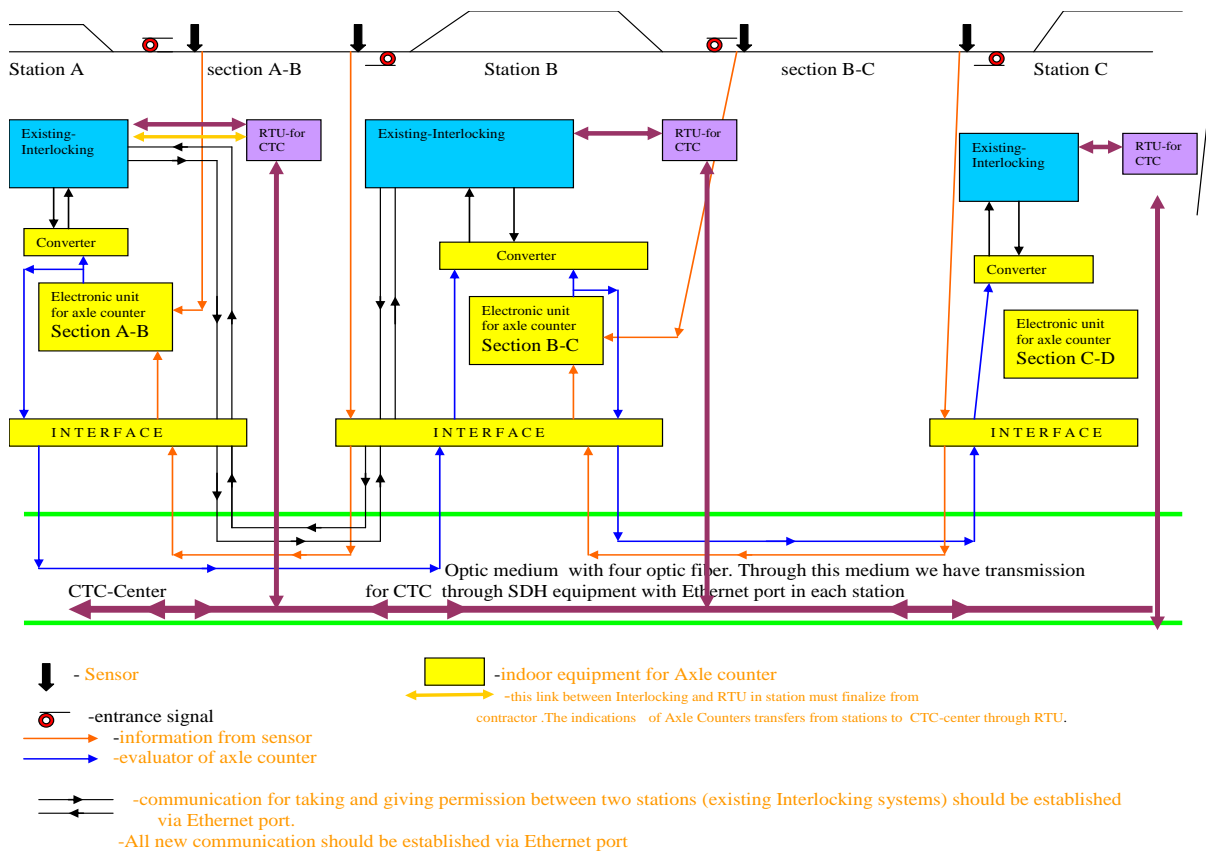 Station A
section A-B
Station B
section B-C
Station C
Existing-
Interlocking
RTU-for
CTC
Existing-Interlocking
RTU-for
CTC
Existing-
Interlocking
RTU-for
CTC
Converter
Converter
Converter
Electronic unit
for axle counter
Section A-B
Electronic unit
for axle counter
Section B-C
Electronic unit
for axle counter
Section C-D
I N T E R F A C E
I N T E R F A C E
I N T E R F A C E
Optic medium with four optic fiber. Through this medium we have transmission
for CTC through SDH equipment with Ethernet port in each station
CTC-Center
- Sensor
-indoor equipment for Axle counter
-this link between Interlocking and RTU in station must finalize from
contractor .The indications of Axle Counters transfers from stations to CTC-center through RTU.
-entrance signal
-information from sensor
-evaluator of axle counter
-communication for taking and giving permission between two stations (existing Interlocking systems) should be established
via Ethernet port.
-All new communication should be established via Ethernet port